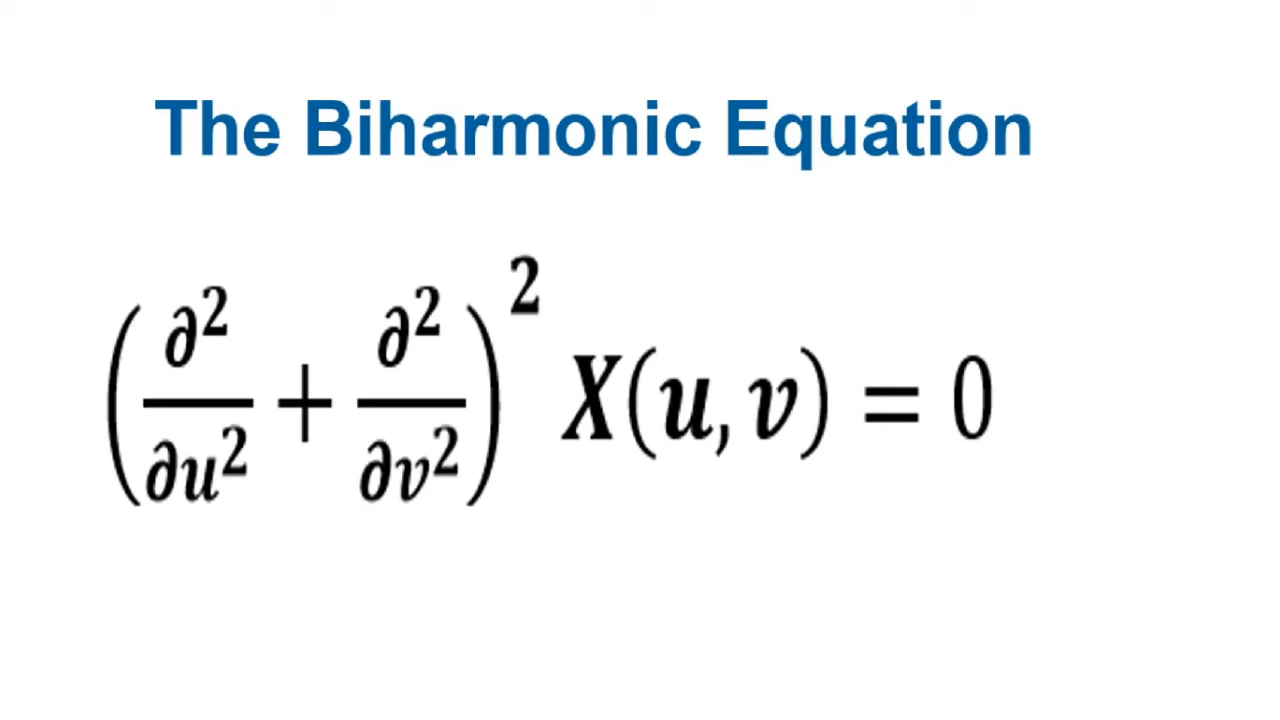 The Biharmonic Equation
(∂²/∂u² + ∂²/∂v²)² X(u, v) = 0